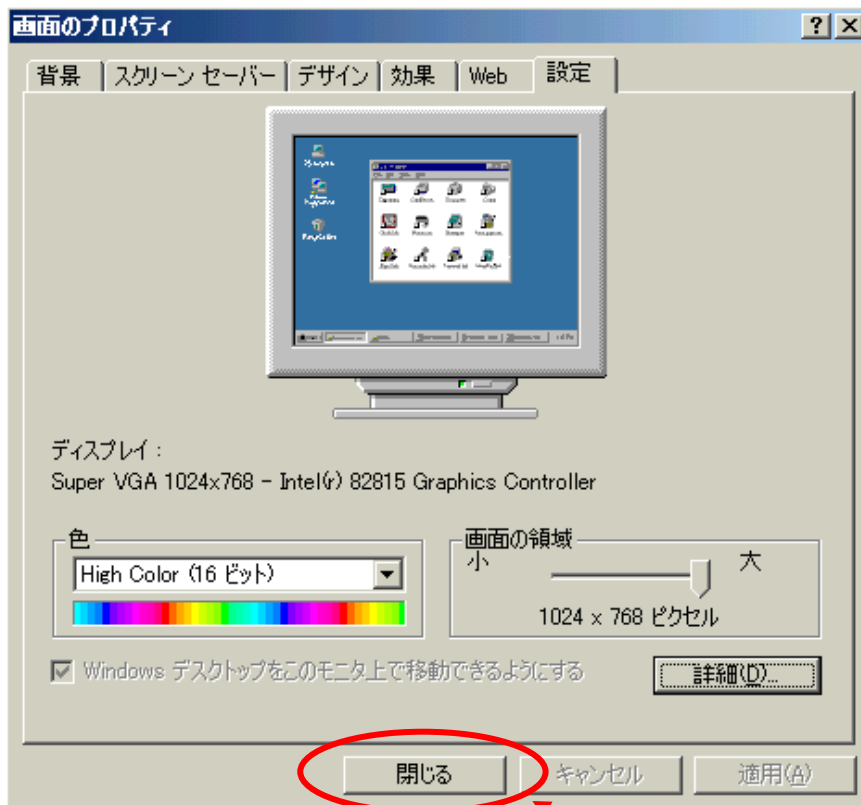 画面のプロパティ
背景 スクリーン セーバー デザイン 効果 Web 設定
ディスプレイ :
Super VGA 1024x768 - Intel(r) 82815 Graphics Controller
色
High Color (16 ビット)
画面の領域
小 大
1024 x 768 ピクセル
Windows デスクトップをこのモニタ上で移動できるようにする
詳細(D)...
閉じる キャンセル 適用(A)